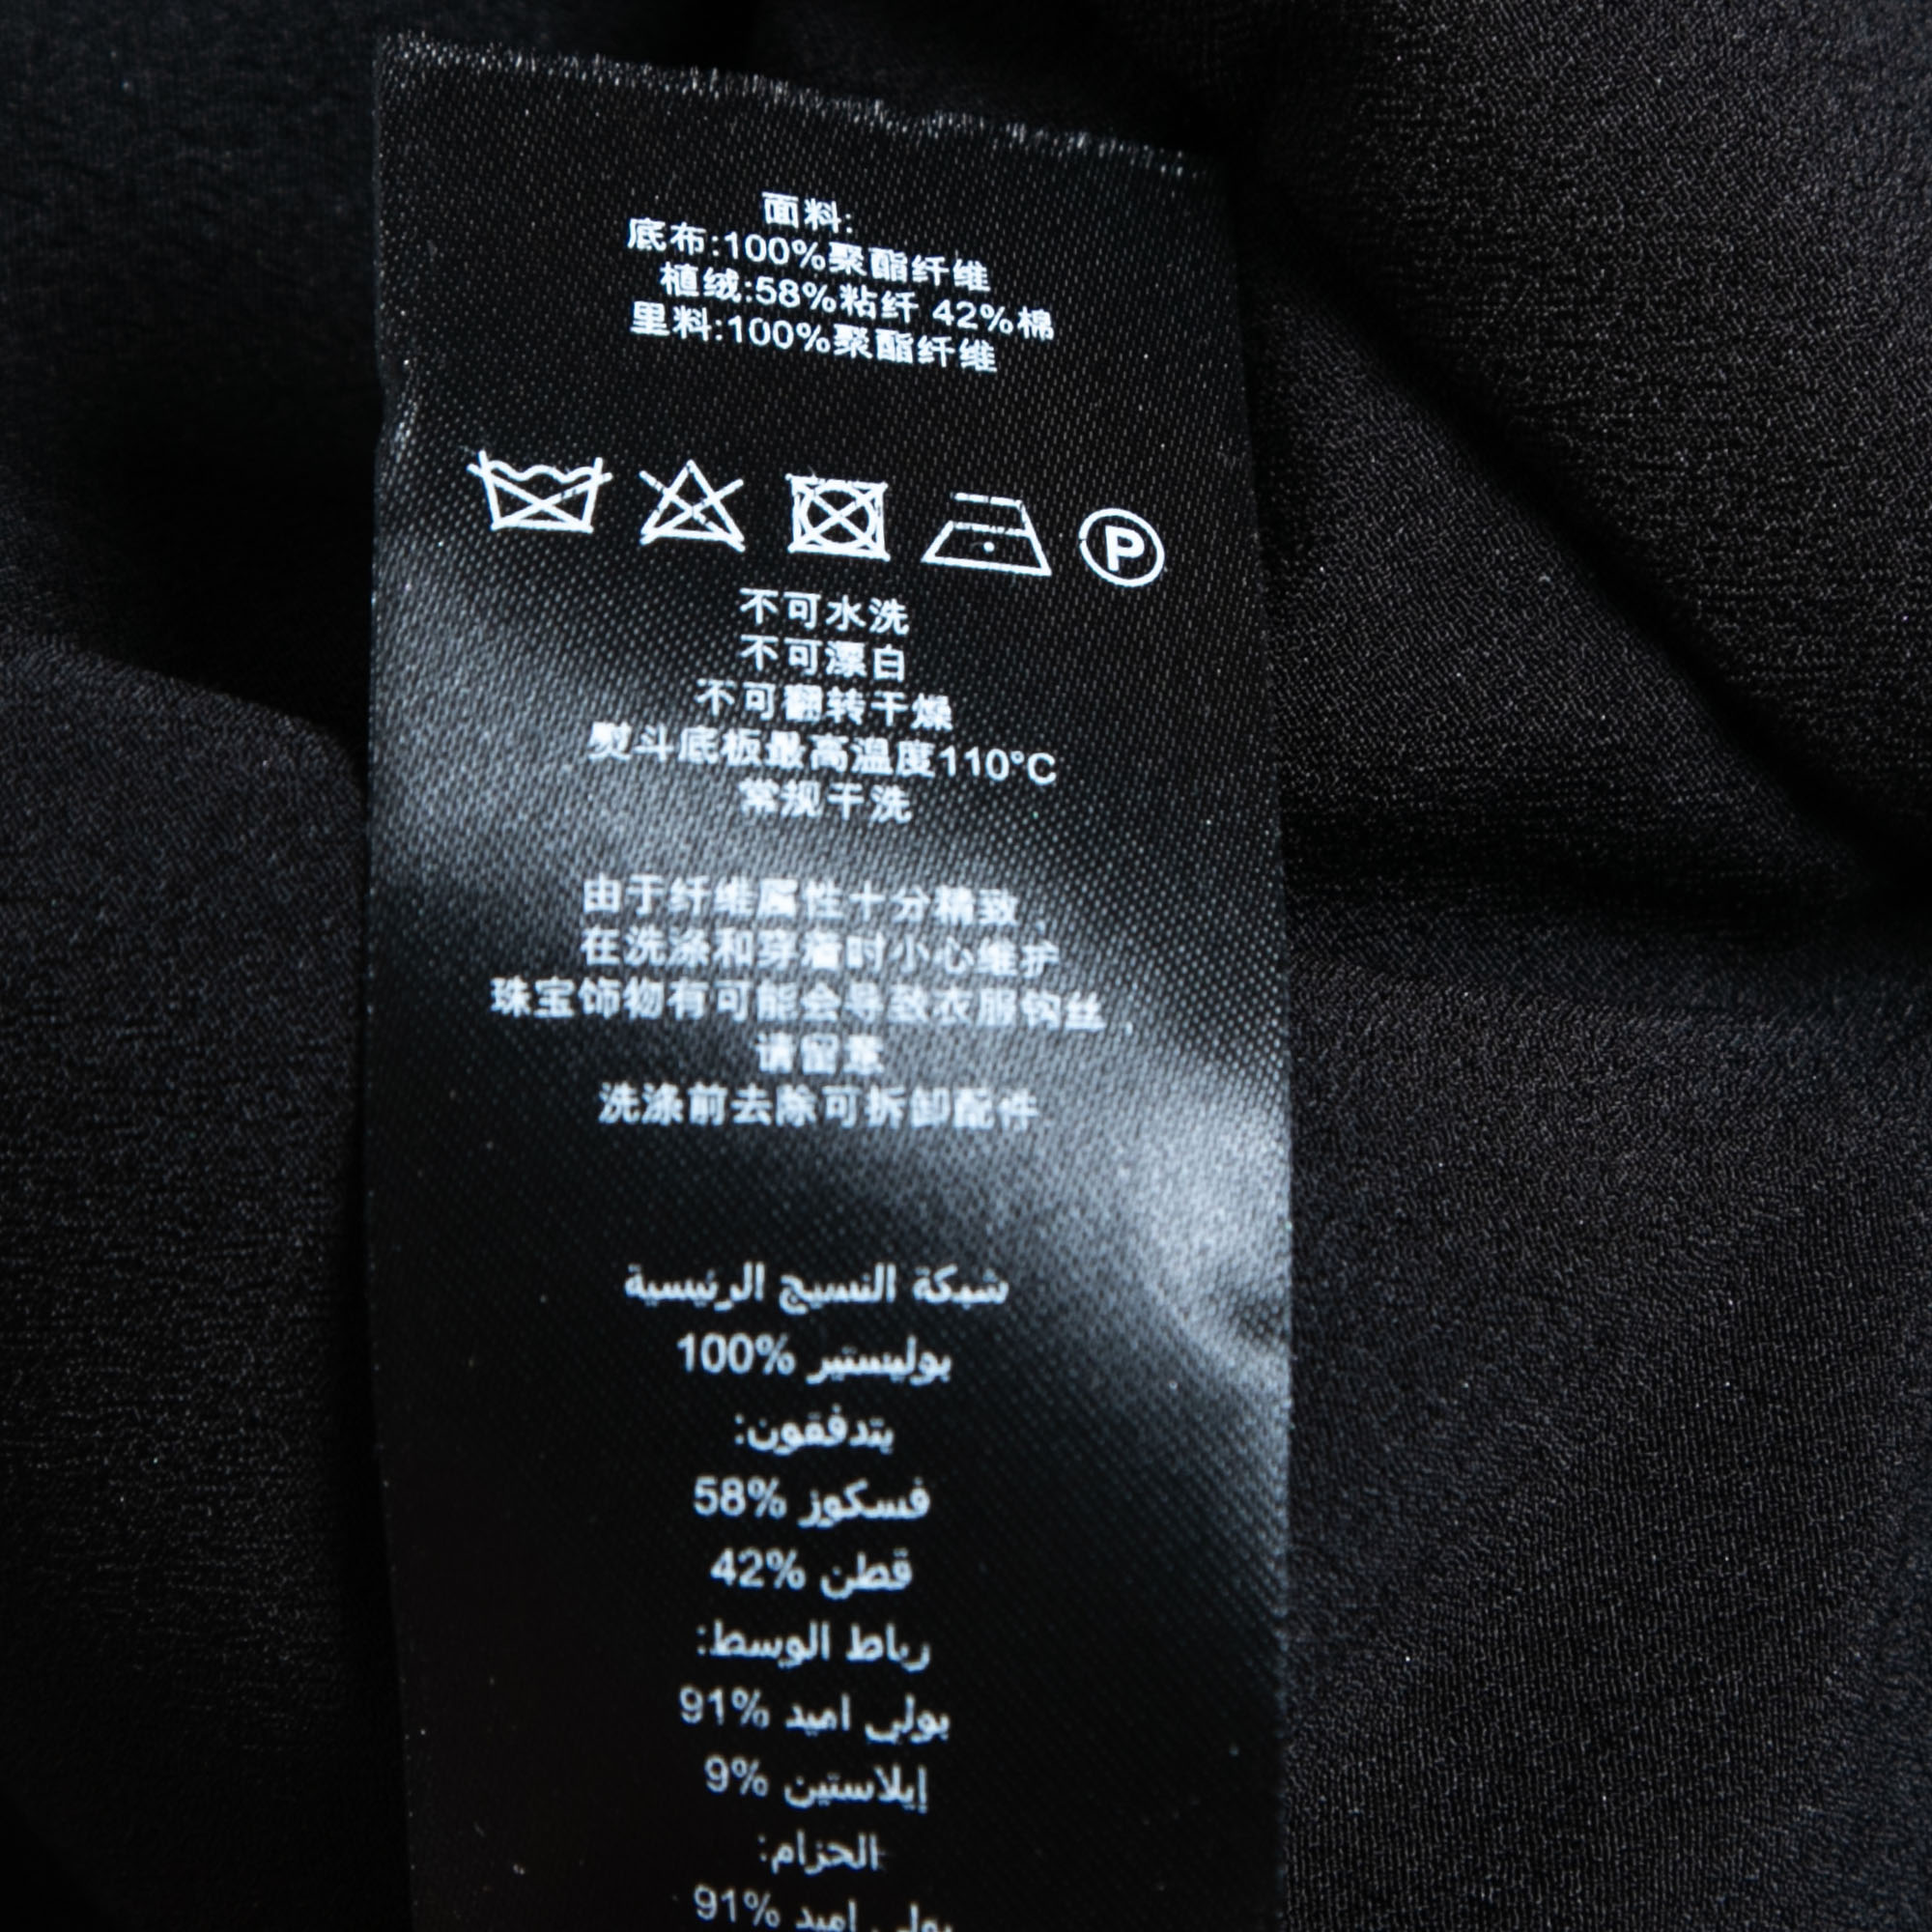 面料:
底布:100%聚酯纤维
植绒:58%粘纤 42%棉
里料:100%聚酯纤维
P
不可水洗
不可漂白
不可翻转干燥
熨斗底板最高温度110°C
常规干洗
由于纤维属性十分精致，
在洗涤和穿着时小心维护
珠宝饰物有可能会导致衣服钩丝，
请留意
洗涤前去除可拆卸配件
شبكة النسيج الرئيسية
بوليستير %100
يتدفقون:
فسكوز %58
قطن %42
رباط الوسط:
بولي اميد %91
إيلاستين %9
الحزام:
بولي اميد %91